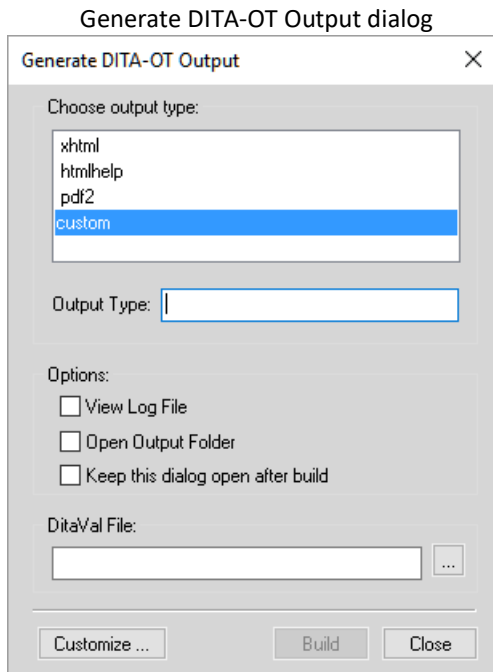 Generate DITA-OT Output dialog
Generate DITA-OT Output
Choose output type:
xhtml
htmlhelp
pdf2
custom
Output Type:
Options:
View Log File
Open Output Folder
Keep this dialog open after build
DitaVal File:
...
Customize ... Build Close